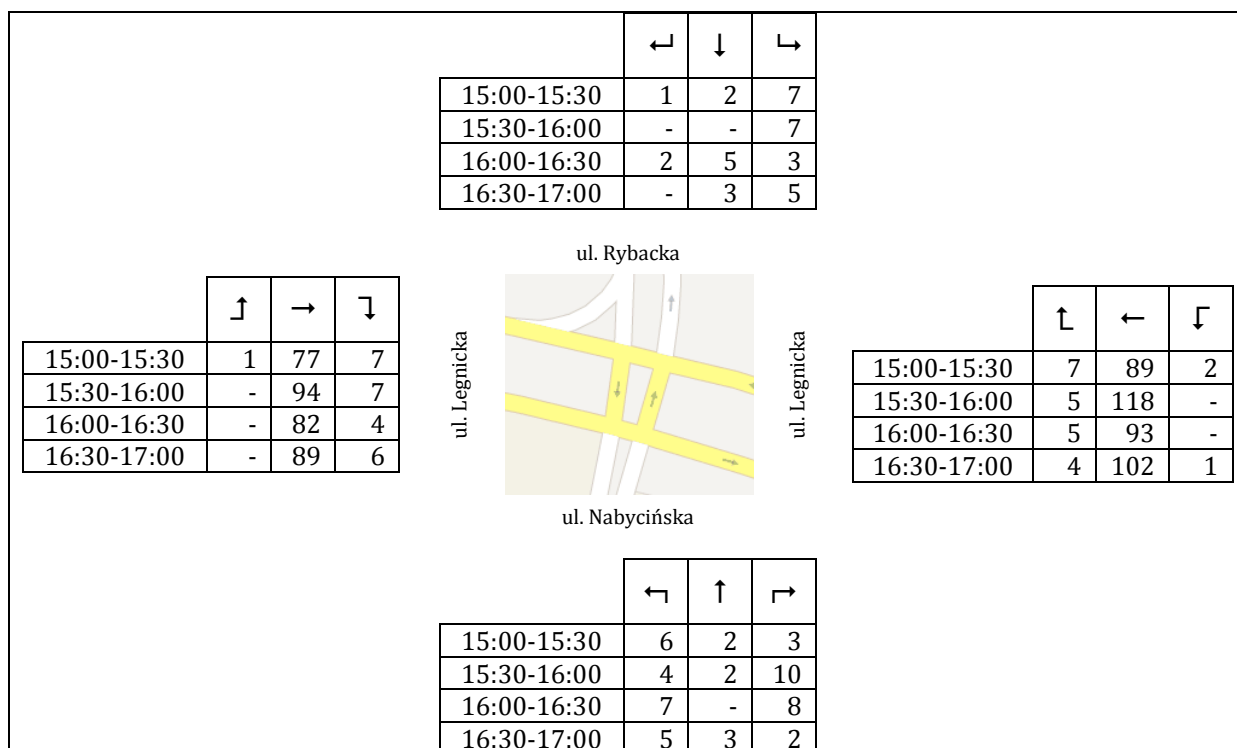 ↵ ↓ ↳
15:00-15:30 1 2 7
15:30-16:00 - - 7
16:00-16:30 2 5 3
16:30-17:00 - 3 5
ul. Rybacka
⮥ → ⮧
15:00-15:30 1 77 7
15:30-16:00 - 94 7
16:00-16:30 - 82 4
16:30-17:00 - 89 6
ul. Legnicka
ul. Legnicka
⮤ ← ⮦
15:00-15:30 7 89 2
15:30-16:00 5 118 -
16:00-16:30 5 93 -
16:30-17:00 4 102 1
ul. Nabycińska
↰ ↑ ↱
15:00-15:30 6 2 3
15:30-16:00 4 2 10
16:00-16:30 7 - 8
16:30-17:00 5 3 2